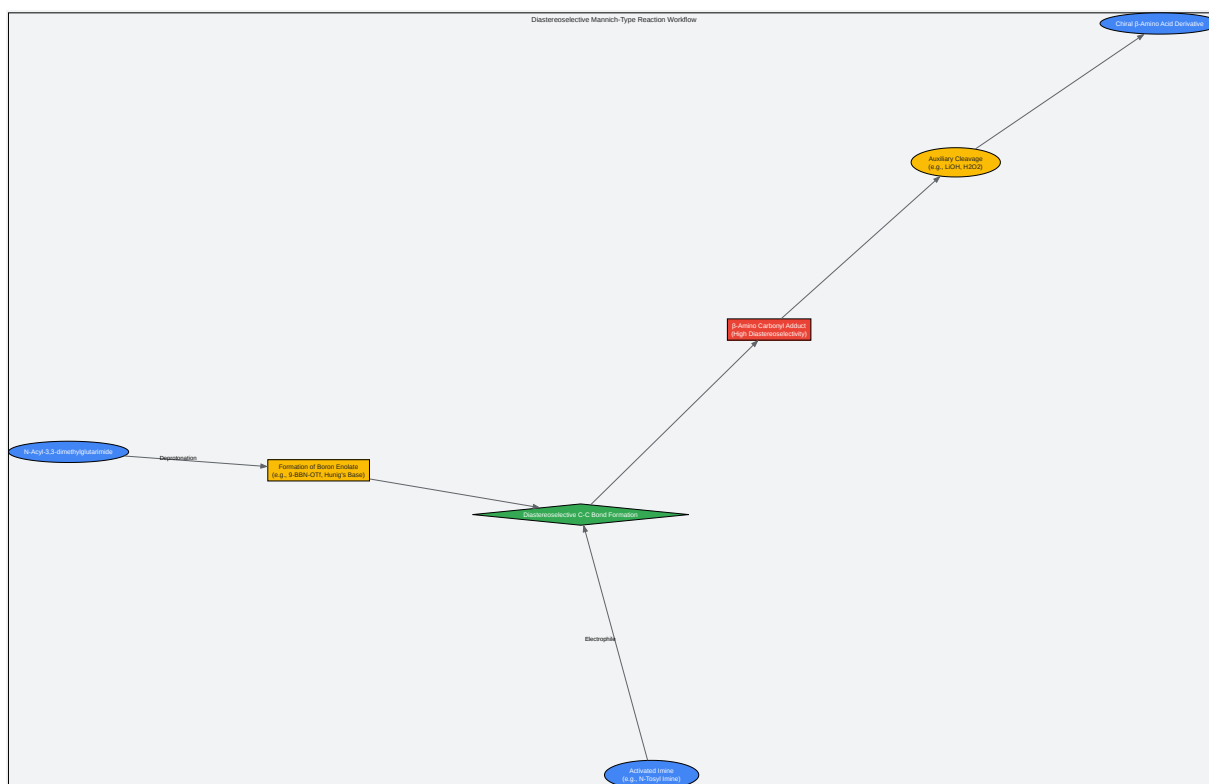 Diastereoselective Mannich-Type Reaction Workflow
Chiral β-Amino Acid Derivative
Auxiliary Cleavage
(e.g., LiOH, H2O2)
β-Amino Carbonyl Adduct
(High Diastereoselectivity)
N-Acyl-3,3-dimethylglutarimide
Deprotonation
Formation of Boron Enolate
(e.g., 9-BBN-OTf, Hunig's Base)
Diastereoselective C-C Bond Formation
Electrophile
Activated Imine
(e.g., N-Tosyl Imine)